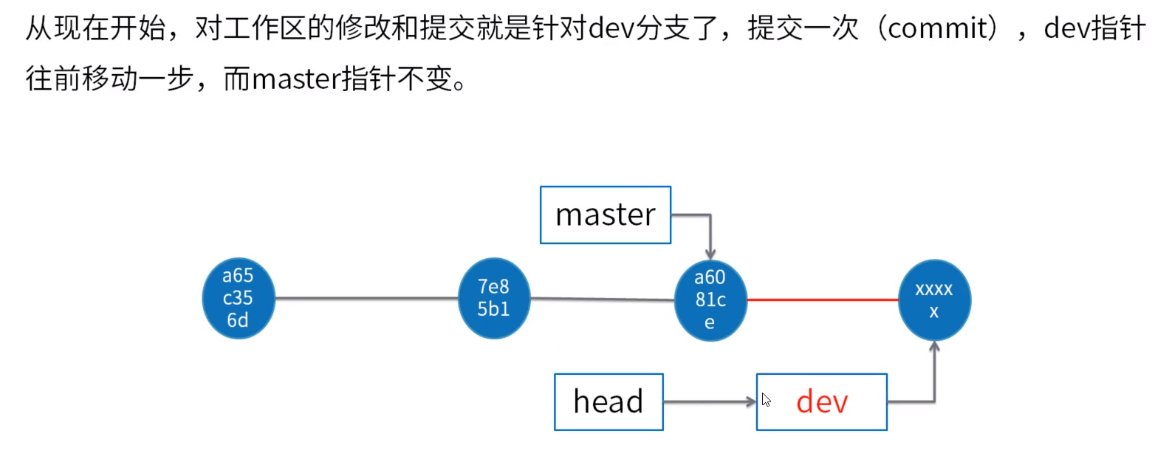 从现在开始，对工作区的修改和提交就是针对dev分支了，提交一次（commit），dev指针
往前移动一步，而master指针不变。
master
a65
c35
6d
7e8
5b1
a60
81c
e
xxxx
x
head
dev